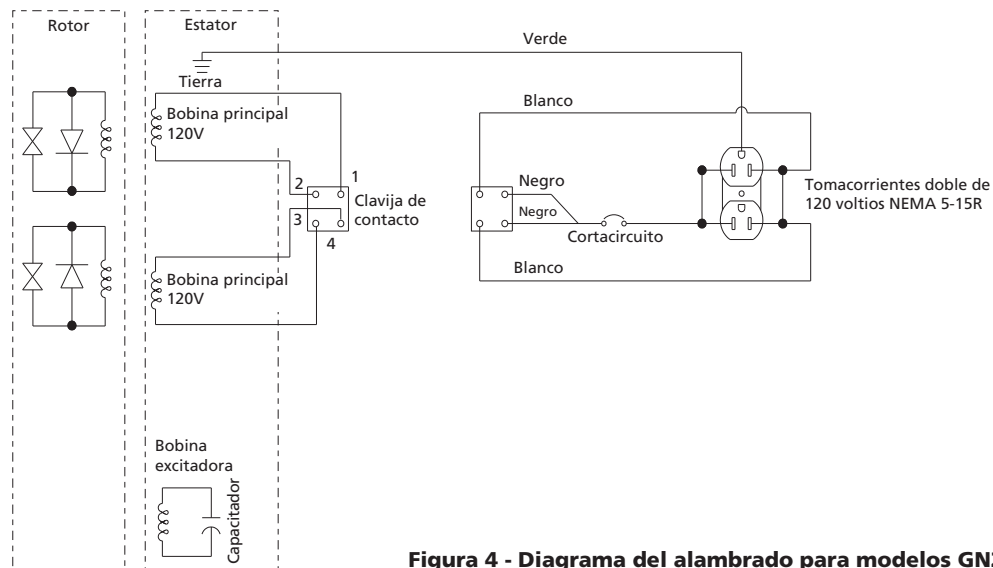 Rotor
Estator
Verde
Tierra
Bobina principal
120V
Blanco
2
1
3
4
Clavija de
contacto
Negro
Negro
Cortacircuito
Blanco
Tomacorrientes doble de
120 voltios NEMA 5-15R
Bobina principal
120V
Bobina
excitadora
Capacitador
Figura 4 - Diagrama del alambrado para modelos